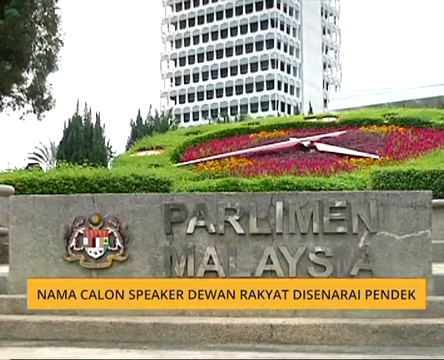 PARLIMEN
MALAYSIA
NAMA CALON SPEAKER DEWAN RAKYAT DISENARAI PENDEK